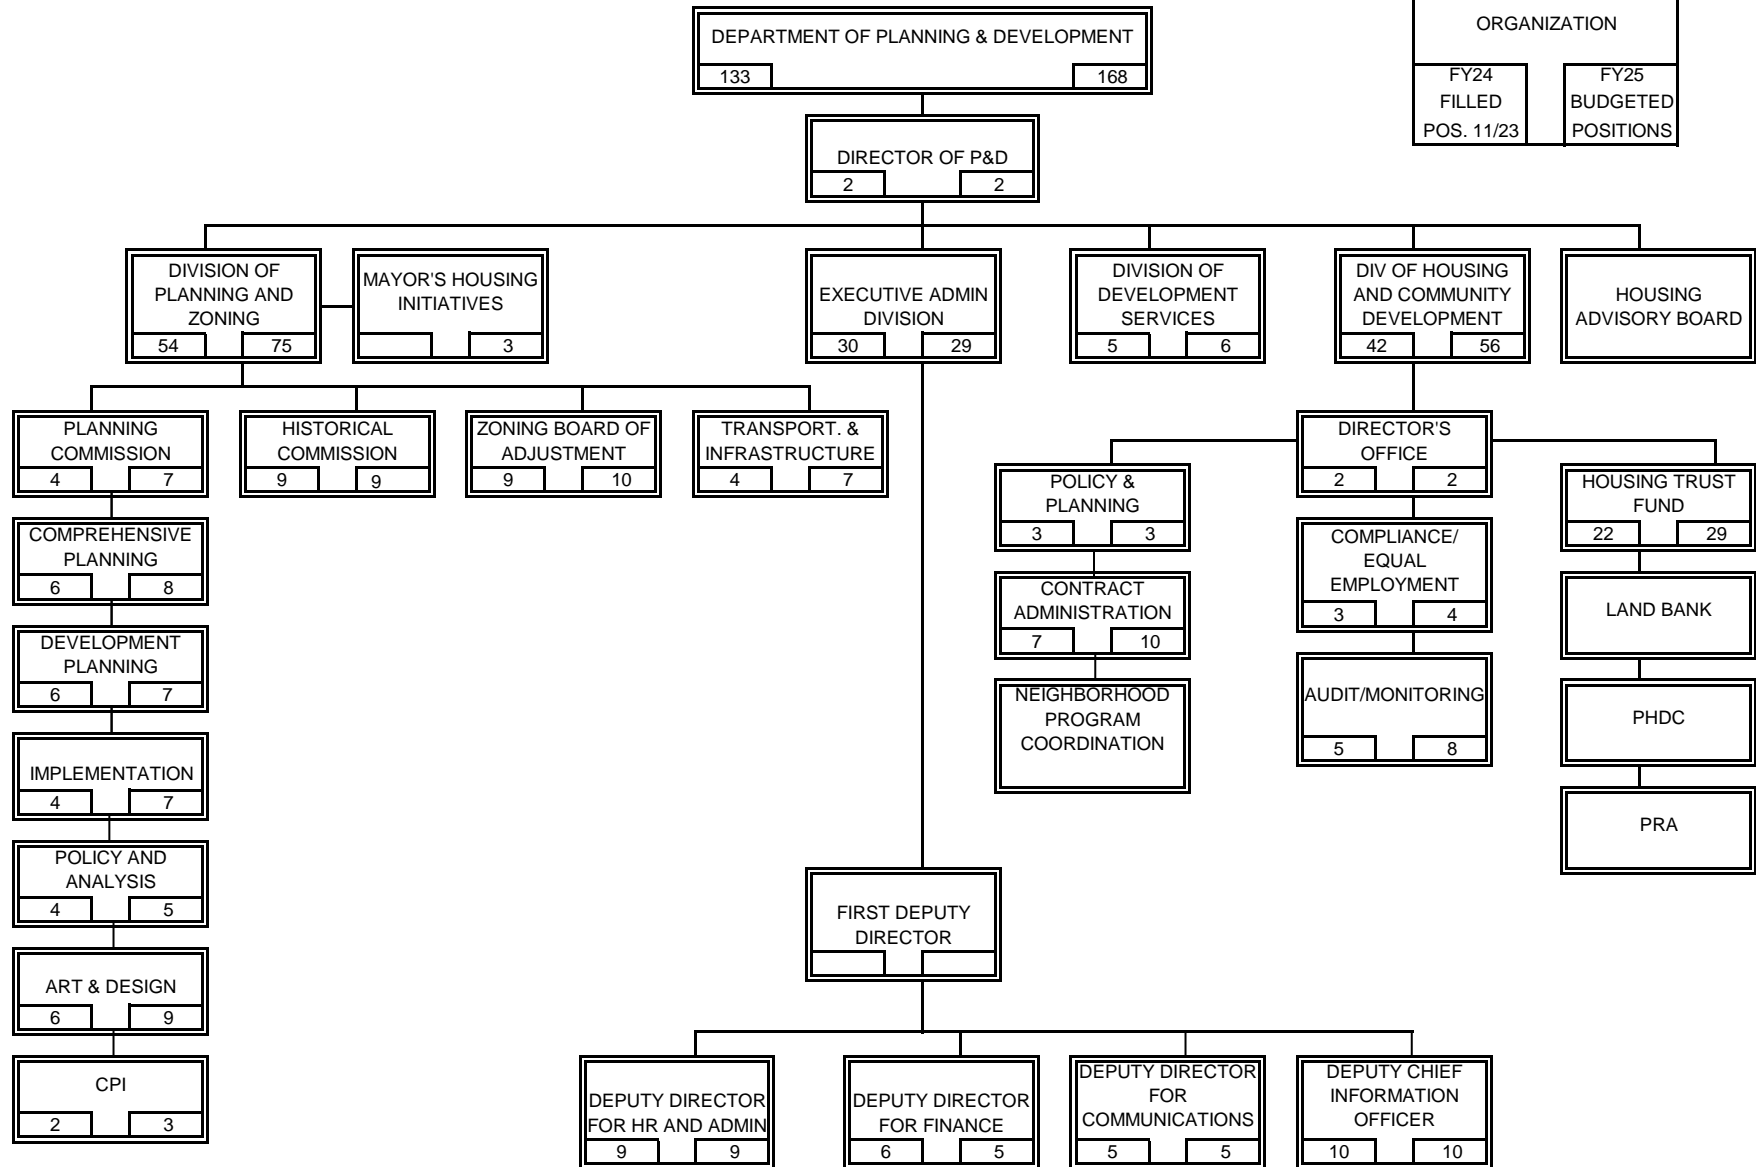 ORGANIZATION
FY24
FILLED
POS. 11/23
FY25
BUDGETED
POSITIONS
DEPARTMENT OF PLANNING & DEVELOPMENT
133 168
DIRECTOR OF P&D
2 2
DIVISION OF
PLANNING AND
ZONING
54 75
MAYOR'S HOUSING
INITIATIVES
3
EXECUTIVE ADMIN
DIVISION
30 29
DIVISION OF
DEVELOPMENT
SERVICES
5 6
DIV OF HOUSING
AND COMMUNITY
DEVELOPMENT
42 56
HOUSING
ADVISORY BOARD
PLANNING
COMMISSION
4 7
HISTORICAL
COMMISSION
9 9
ZONING BOARD OF
ADJUSTMENT
9 10
TRANSPORT. &
INFRASTRUCTURE
4 7
COMPREHENSIVE
PLANNING
6 8
DEVELOPMENT
PLANNING
6 7
IMPLEMENTATION
4 7
POLICY AND
ANALYSIS
4 5
ART & DESIGN
6 9
CPI
2 3
DIRECTOR'S
OFFICE
2 2
POLICY &
PLANNING
3 3
CONTRACT
ADMINISTRATION
7 10
NEIGHBORHOOD
PROGRAM
COORDINATION
COMPLIANCE/
EQUAL
EMPLOYMENT
3 4
AUDIT/MONITORING
5 8
HOUSING TRUST
FUND
22 29
LAND BANK
PHDC
PRA
FIRST DEPUTY
DIRECTOR
DEPUTY DIRECTOR
FOR HR AND ADMIN
9 9
DEPUTY DIRECTOR
FOR FINANCE
6 5
DEPUTY DIRECTOR
FOR
COMMUNICATIONS
5 5
DEPUTY CHIEF
INFORMATION
OFFICER
10 10